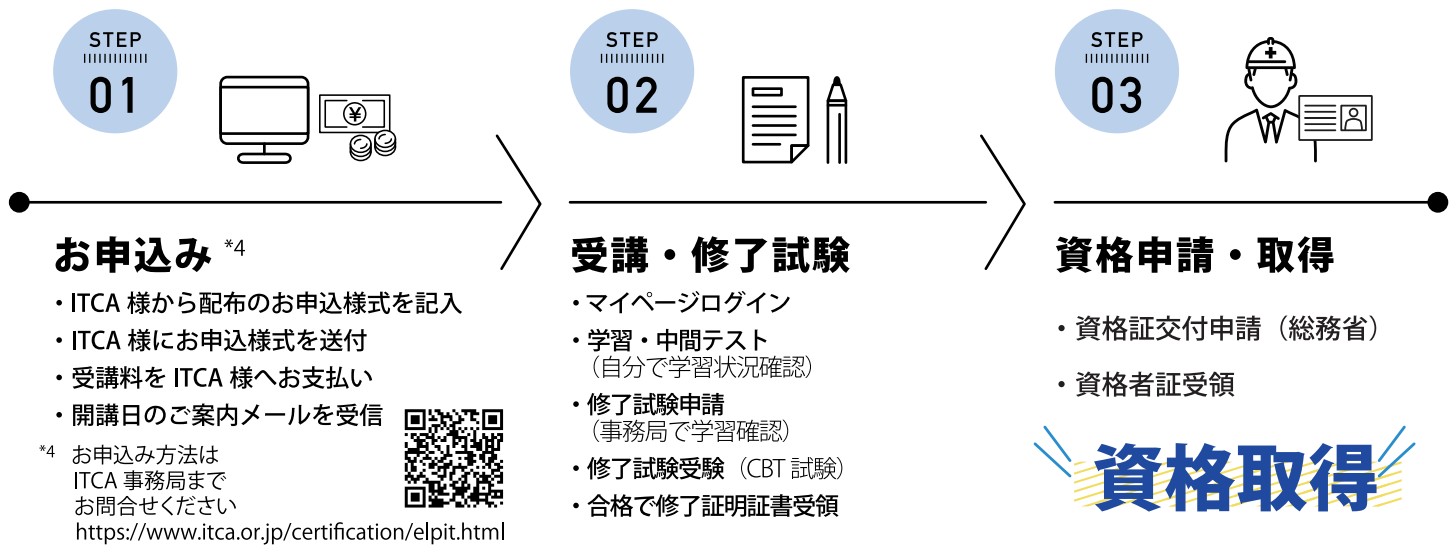 STEP
01
お申込み *4
・ITCA 様から配布のお申込様式を記入
・ITCA 様にお申込様式を送付
・受講料を ITCA 様へお支払い
・開講日のご案内メールを受信
*4 お申込み方法は
ITCA 事務局まで
お問合せください
https://www.itca.or.jp/certification/elpit.html
STEP
02
受講・修了試験
・マイページログイン
・学習・中間テスト
（自分で学習状況確認）
・修了試験申請
（事務局で学習確認）
・修了試験受験（CBT 試験）
・合格で修了証明証書受領
STEP
03
資格申請・取得
・資格証交付申請（総務省）
・資格者証受領
資格取得